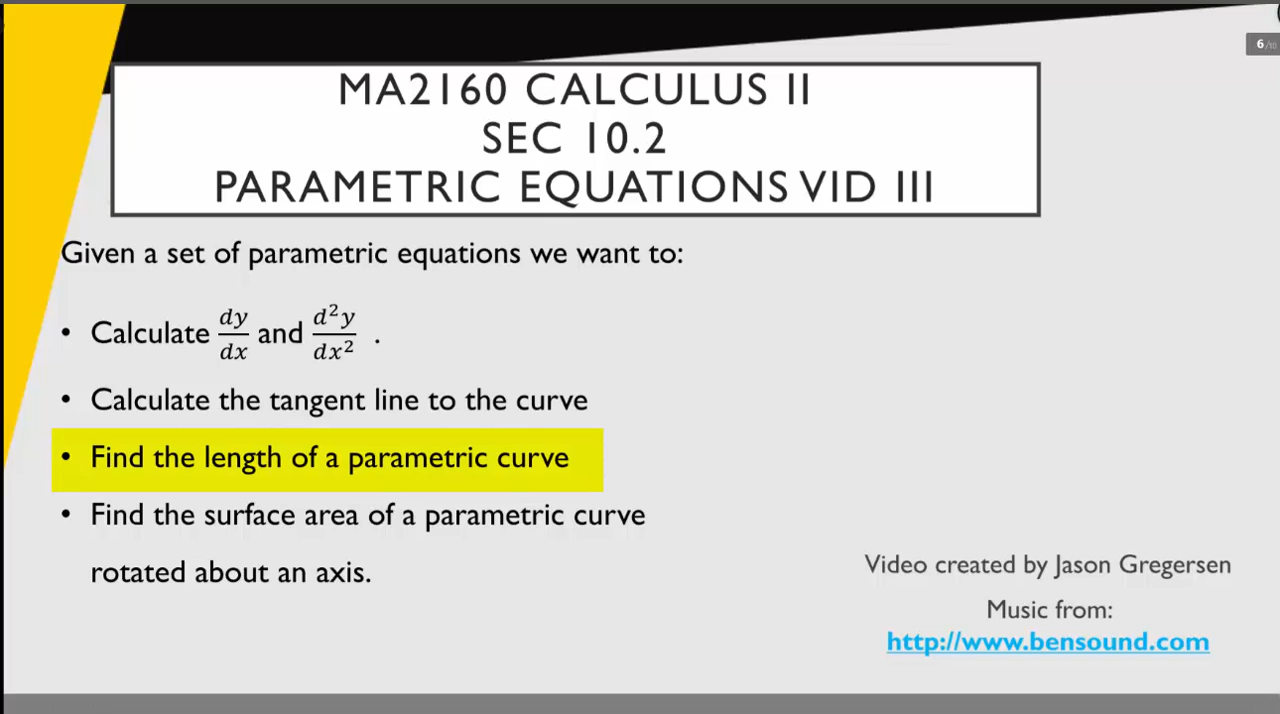 6/10
MA2160 CALCULUS II
SEC 10.2
PARAMETRIC EQUATIONS VID III
Given a set of parametric equations we want to:
• Calculate dy/dx and d²y/dx² .
• Calculate the tangent line to the curve
• Find the length of a parametric curve
• Find the surface area of a parametric curve
rotated about an axis.
Video created by Jason Gregersen
Music from:
http://www.bensound.com